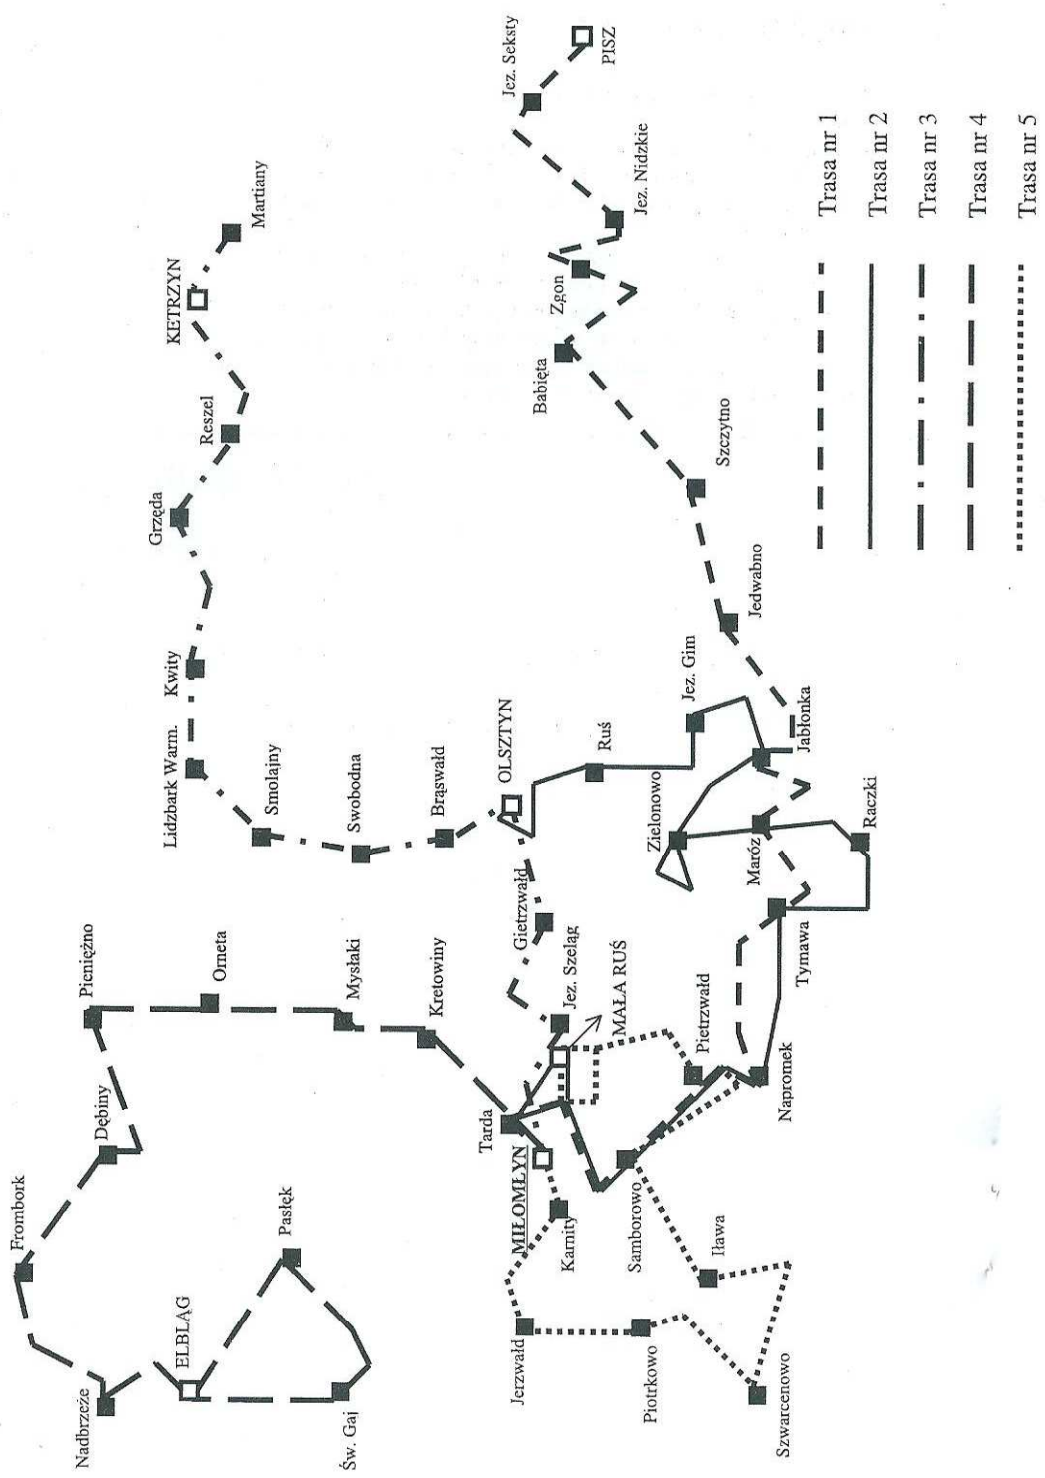 Frombork
Nadbrzeże
ELBLĄG
Św. Gaj
Pasłęk
Dębiny
Pieniężno
Orneta
Mysłaki
Kretowiny
Tarda
MIŁOMŁYN
Karnity
Jerzwałd
Piotrkowo
Szwarcenowo
Iława
Samborowo
Napromek
Pietrzwałd
MAŁA RUŚ
Jez. Szeląg
Gietrzwałd
OLSZTYN
Brąswałd
Swobodna
Smolajny
Lidzbark Warm.
Kwity
Grzęda
Reszel
KETRZYN
Martiany
Ruś
Jez. Gim
Zielonowo
Maróz
Tymawa
Raczki
Jabłonka
Jedwabno
Szczytno
Babięta
Zgon
Jez. Nidzkie
Jez. Seksty
PISZ
Trasa nr 1
Trasa nr 2
Trasa nr 3
Trasa nr 4
Trasa nr 5